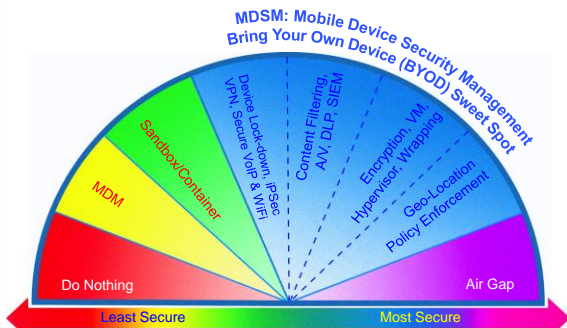 MDSM: Mobile Device Security Management
Bring Your Own Device (BYOD) Sweet Spot
Do Nothing
MDM
Sandbox/Container
Device Lock-down, iPSec
VPN, Secure VoIP & WiFi
Content Filtering,
A/V, DLP, SIEM
Encryption, VM,
Hypervisor, Wrapping
Geo-Location
Policy Enforcement
Air Gap
Least Secure
Most Secure